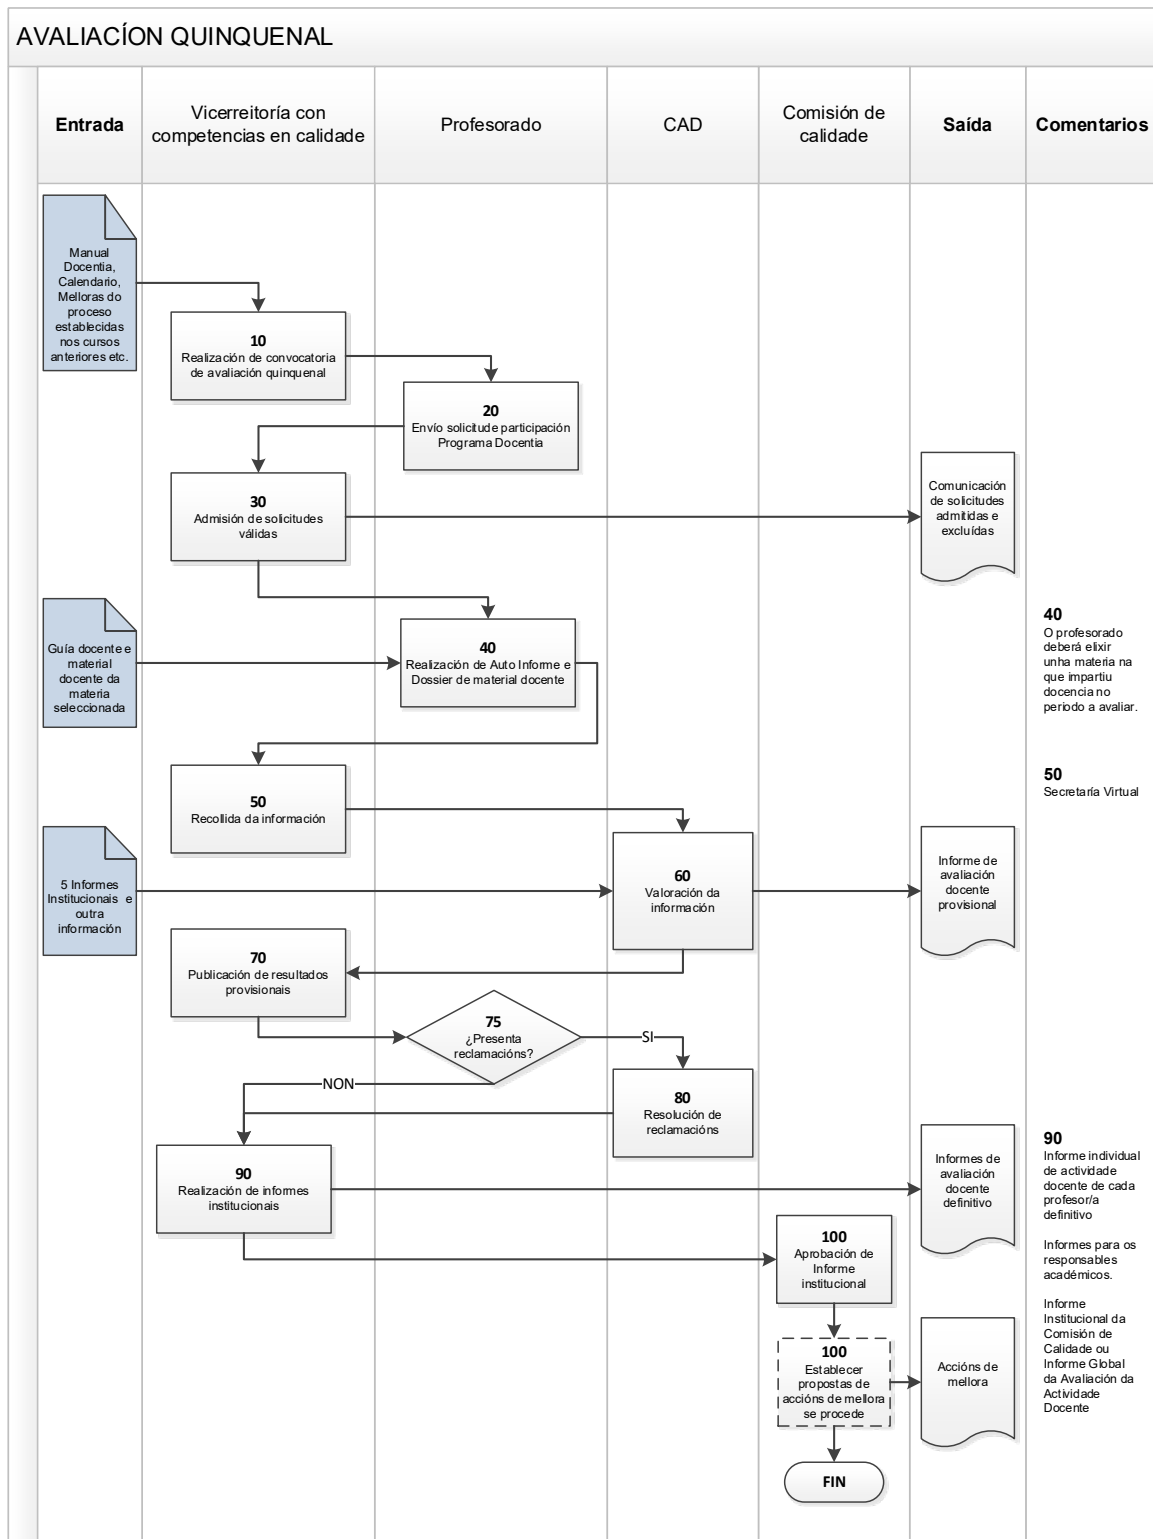 AVALIACÍON QUINQUENAL
Entrada
Vicerreitoría con
competencias en calidade
Profesorado
CAD
Comisión de
calidade
Saída
Comentarios
Manual
Docentia,
Calendario,
Melloras do
proceso
establecidas
nos cursos
anteriores etc.
10
Realización de convocatoria
de avaliación quinquenal
20
Envío solicitude participación
Programa Docentia
30
Admisión de solicitudes
válidas
Comunicación
de solicitudes
admitidas e
excluídas
Guía docente e
material
docente da
materia
seleccionada
40
Realización de Auto Informe e
Dossier de material docente
40
O profesorado
deberá elixir
unha materia na
que impartiu
docencia no
período a avaliar.
50
Recollida da información
50
Secretaría Virtual
5 Informes
Institucionais e
outra
información
60
Valoración da
información
Informe de
avaliación
docente
provisional
70
Publicación de resultados
provisionais
75
¿Presenta
reclamacións?
SI
NON
80
Resolución de
reclamacións
90
Realización de informes
institucionais
Informes de
avaliación
docente
definitivo
90
Informe individual
de actividade
docente de cada
profesor/a
definitivo
Informes para os
responsables
académicos.
Informe
Institucional da
Comisión de
Calidade ou
Informe Global
da Avaliación da
Actividade
Docente
100
Aprobación de
Informe
institucional
100
Establecer
propostas de
accións de mellora
se procede
Accións de
mellora
FIN